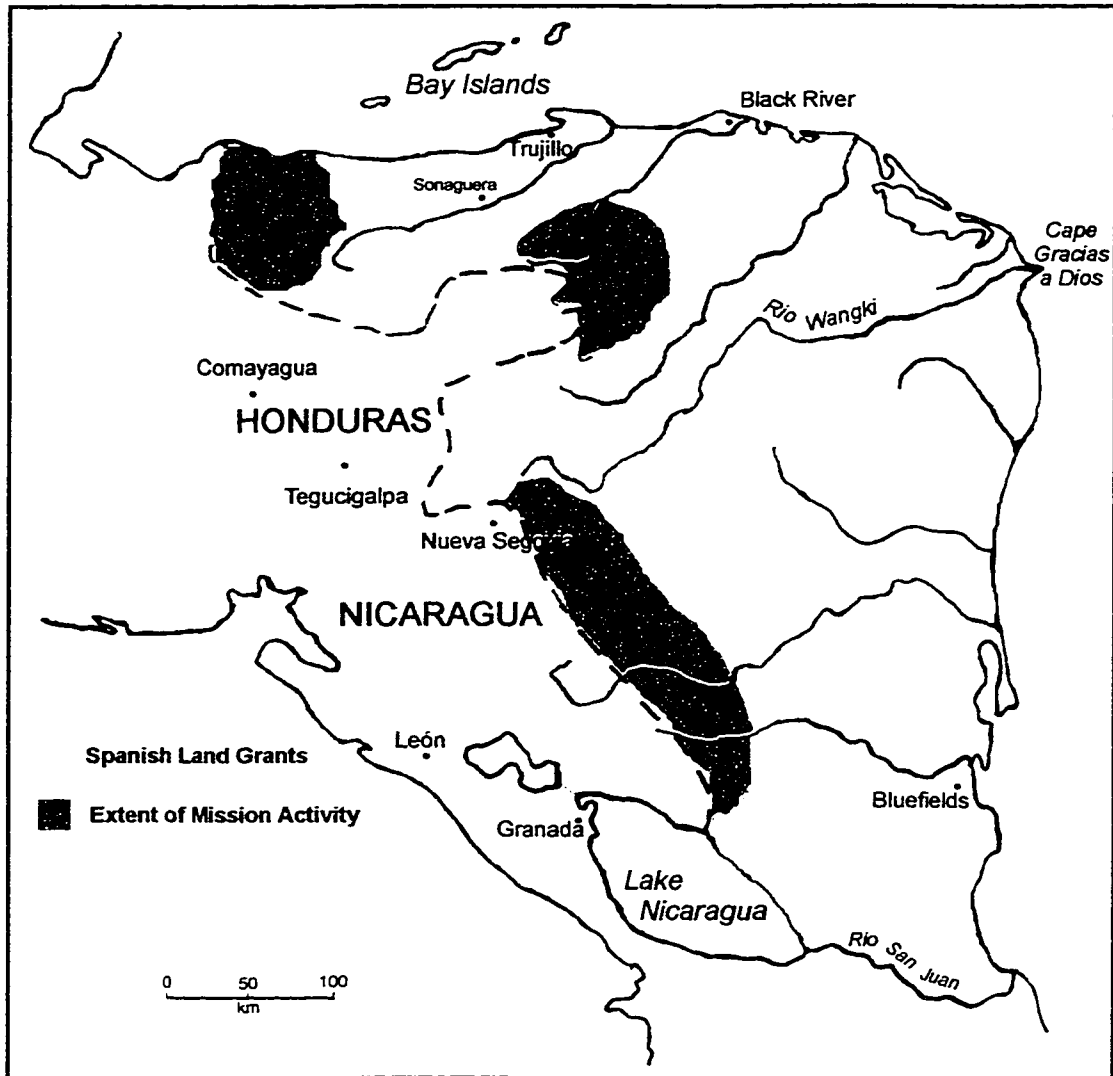 Bay Islands
Black River
Trujillo
Sonaguera
Cape
Gracias
a Dios
Rio Wangki
Comayagua
HONDURAS
Tegucigalpa
Nueva Segovia
NICARAGUA
León
Spanish Land Grants
Extent of Mission Activity
Bluefields
Granada
Lake
Nicaragua
Rio San Juan
0 50 100
km